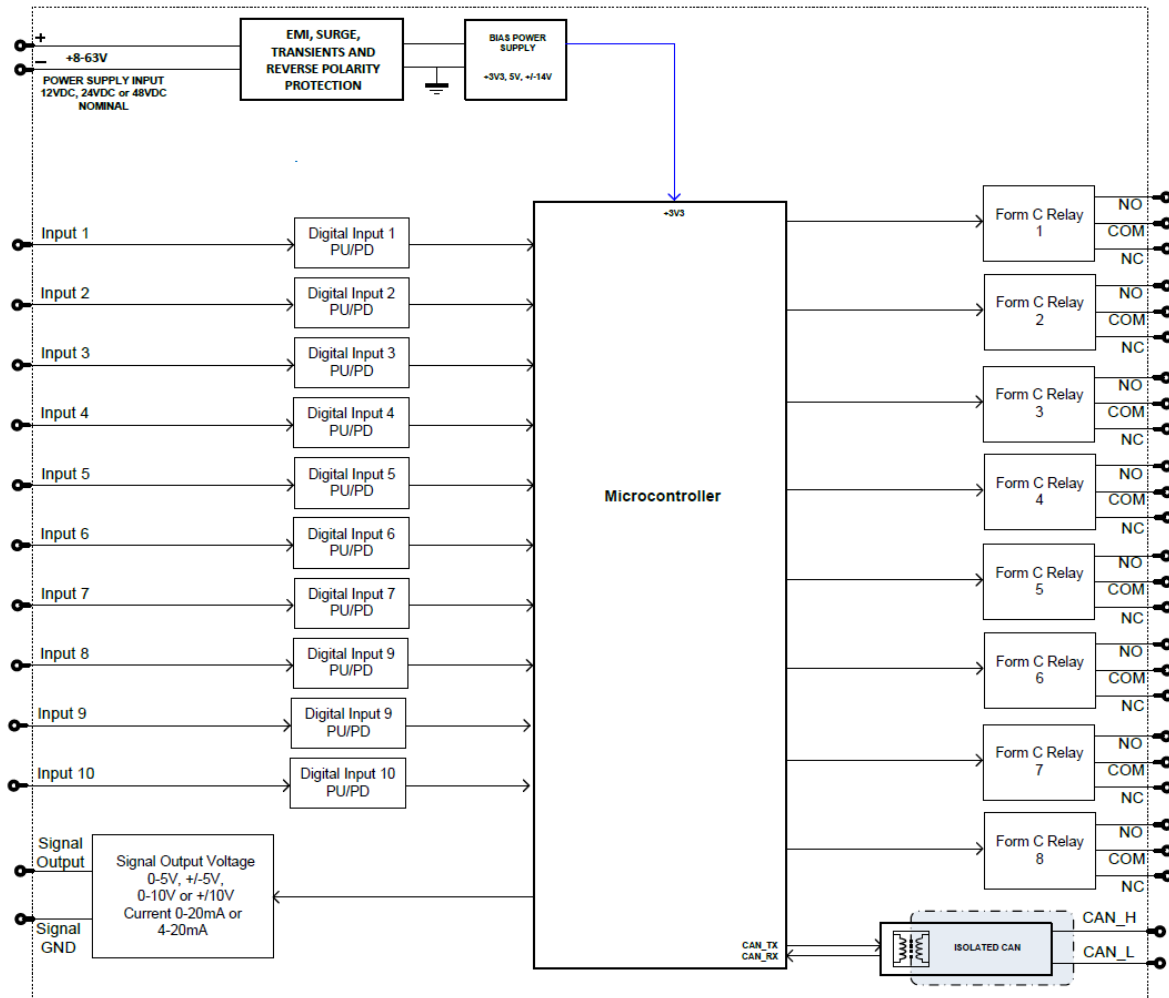 +
+8-63V
−
POWER SUPPLY INPUT
12VDC, 24VDC or 48VDC
NOMINAL
EMI, SURGE,
TRANSIENTS AND
REVERSE POLARITY
PROTECTION
BIAS POWER
SUPPLY
+3V3, 5V, +/-14V
Input 1
Digital Input 1
PU/PD
Input 2
Digital Input 2
PU/PD
Input 3
Digital Input 3
PU/PD
Input 4
Digital Input 4
PU/PD
Input 5
Digital Input 5
PU/PD
Input 6
Digital Input 6
PU/PD
Input 7
Digital Input 7
PU/PD
Input 8
Digital Input 9
PU/PD
Input 9
Digital Input 9
PU/PD
Input 10
Digital Input 10
PU/PD
Signal
Output
Signal
GND
Signal Output Voltage
0-5V, +/-5V,
0-10V or +/10V
Current 0-20mA or
4-20mA
+3V3
Microcontroller
CAN_TX
CAN_RX
Form C Relay
1
NO
COM
NC
Form C Relay
2
NO
COM
NC
Form C Relay
3
NO
COM
NC
Form C Relay
4
NO
COM
NC
Form C Relay
5
NO
COM
NC
Form C Relay
6
NO
COM
NC
Form C Relay
7
NO
COM
NC
Form C Relay
8
NO
COM
NC
ISOLATED CAN
CAN_H
CAN_L